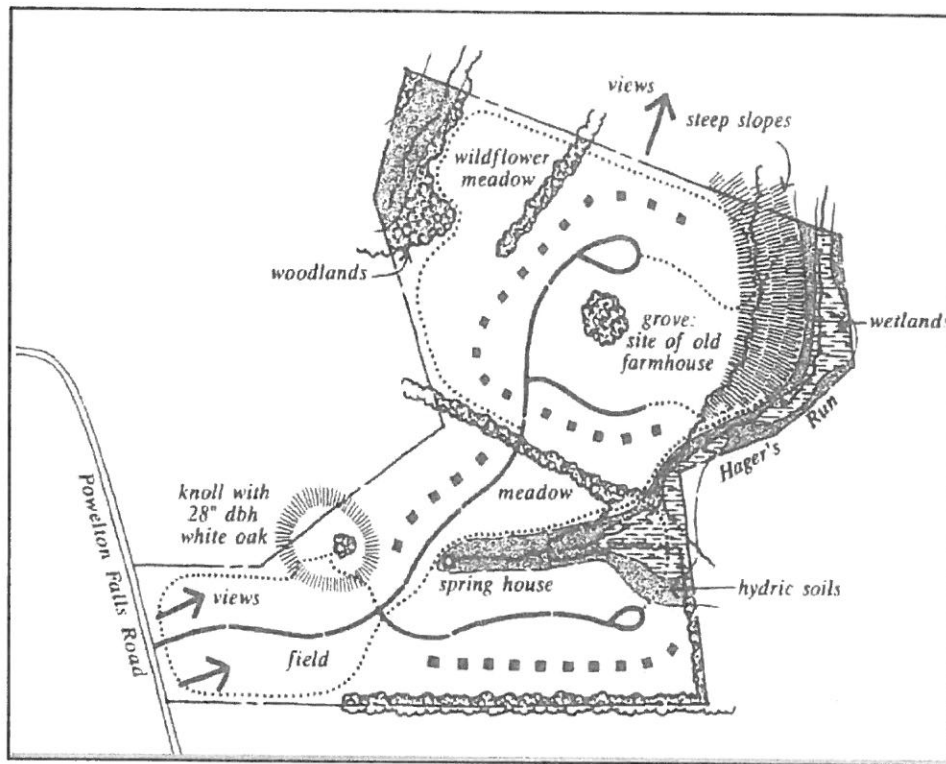 views
steep slopes
wildflower
meadow
woodlands
grove:
site of old
farmhouse
wetland
Hager's Run
Powelton Falls Road
knoll with
28" dbh
white oak
meadow
spring house
hydric soils
views
field